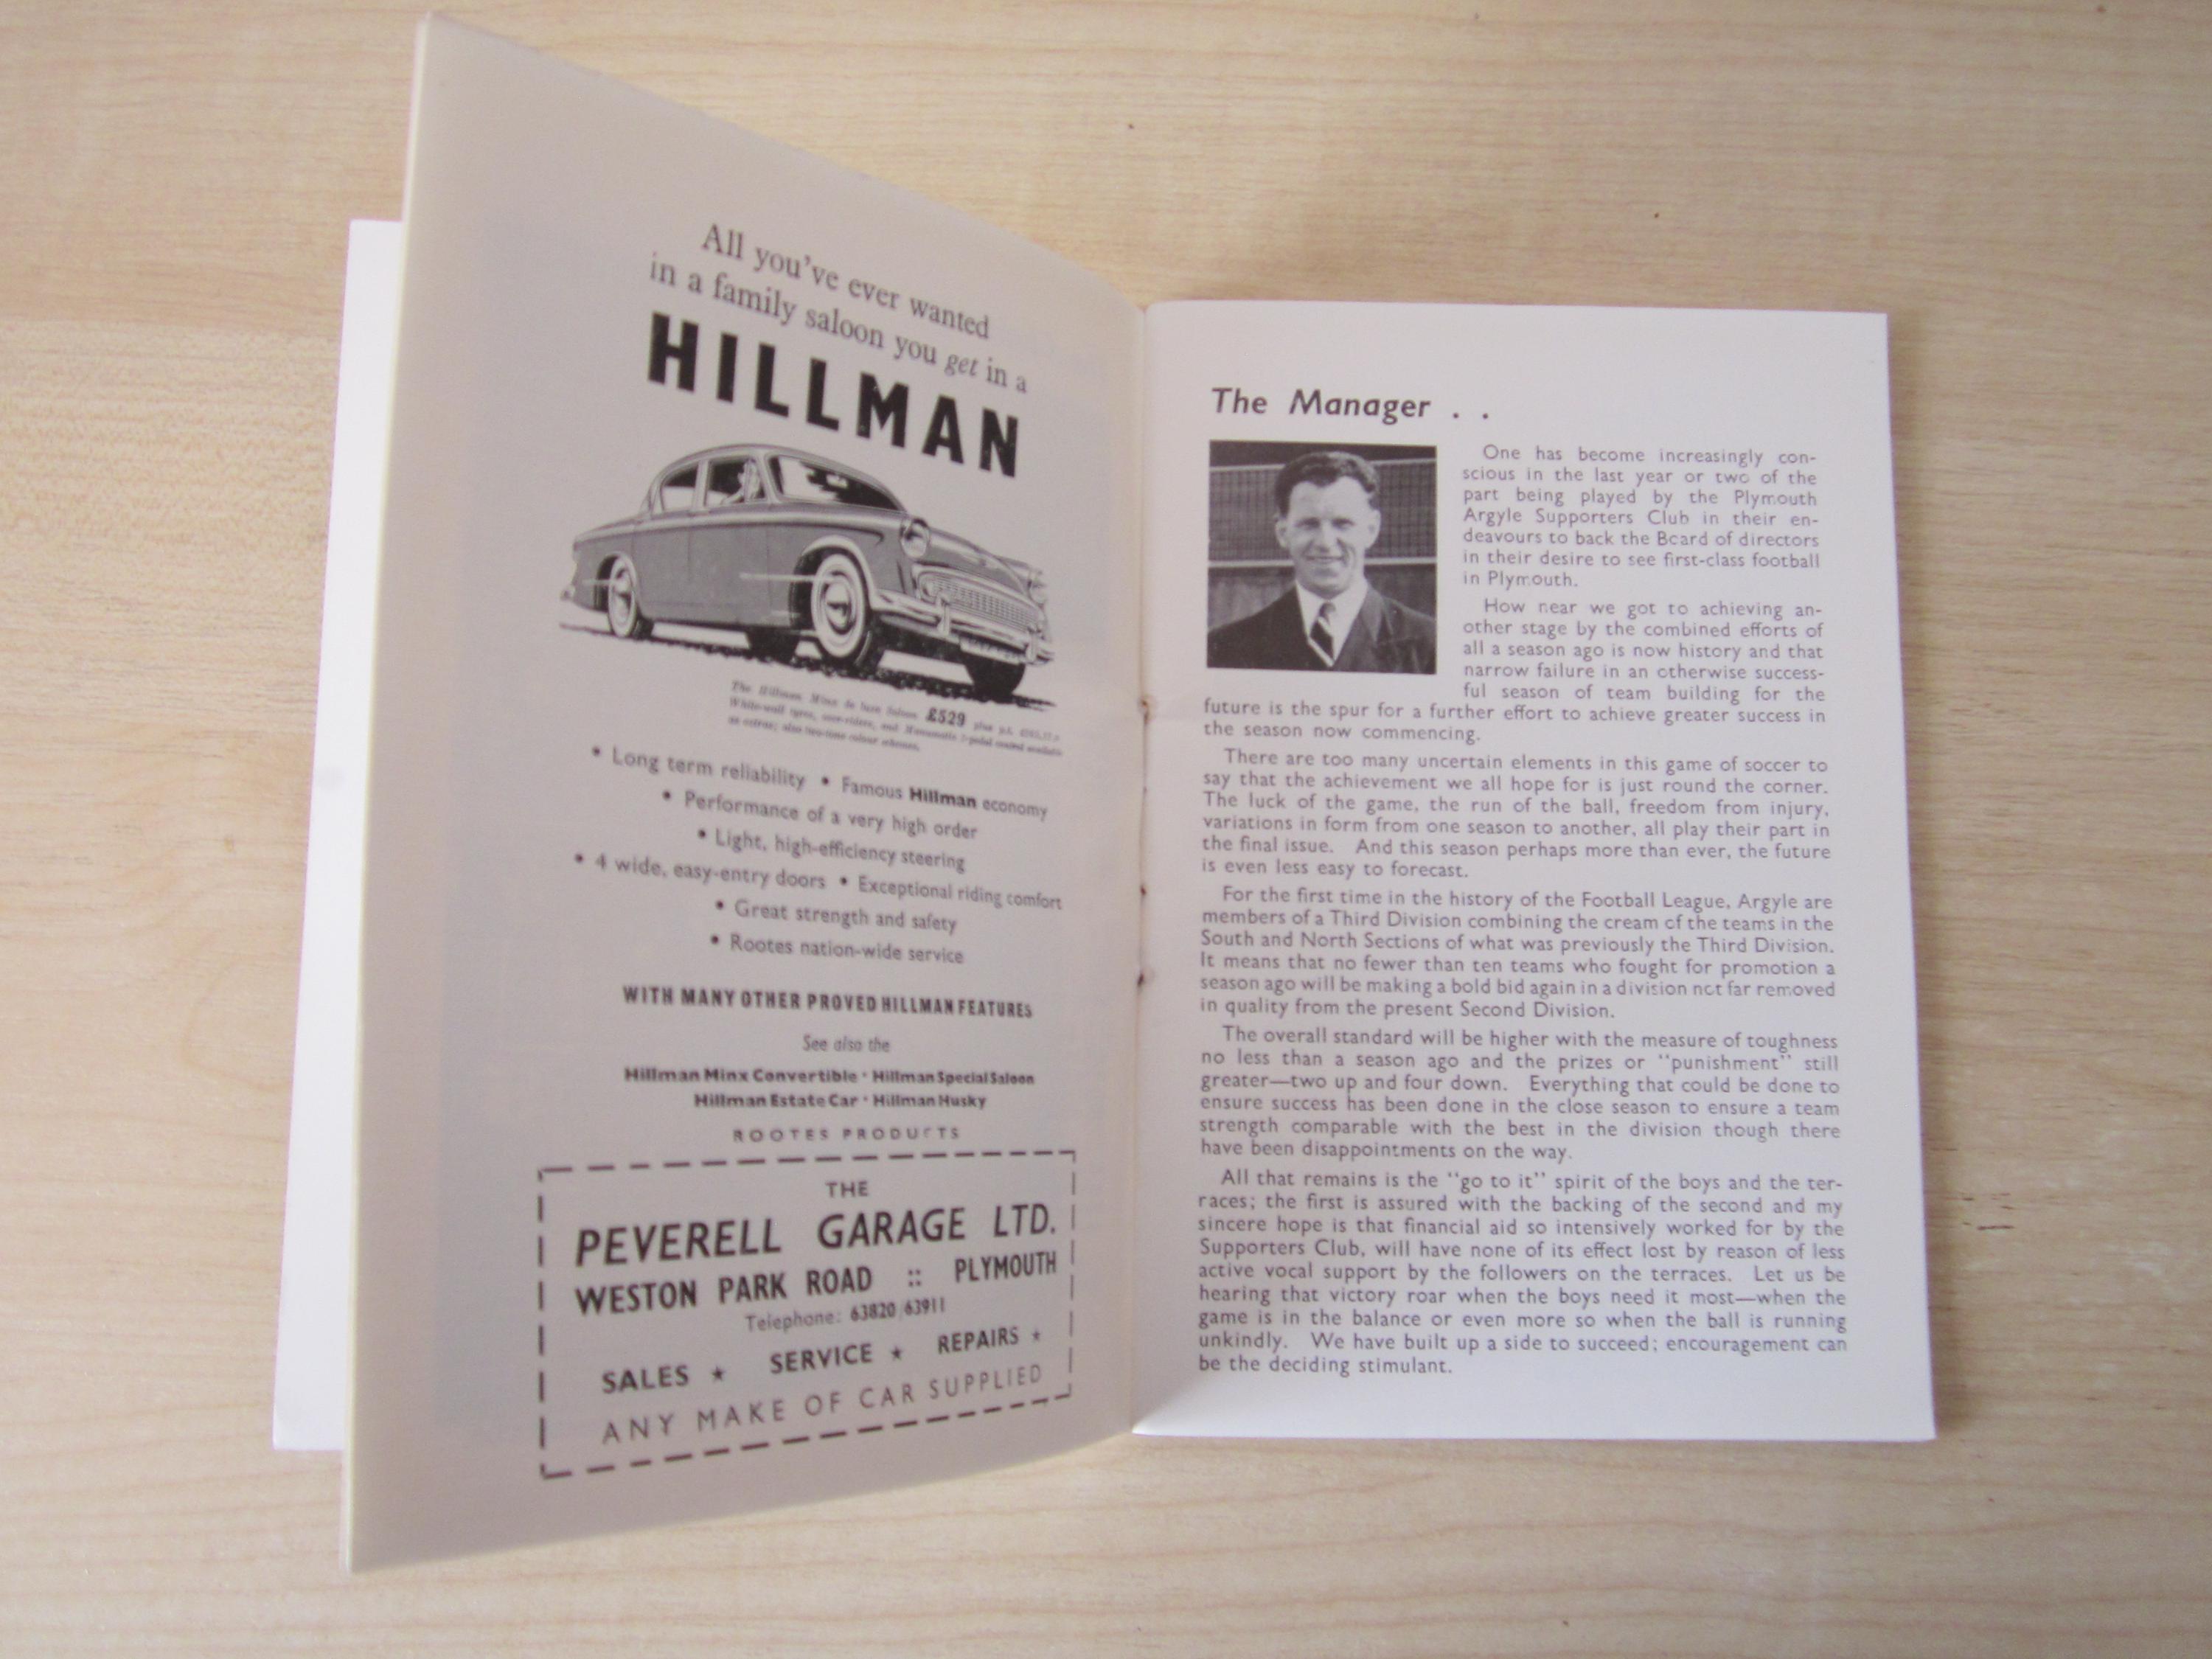 All you've ever wanted
in a family saloon you get in a
HILLMAN
The Hillman Minx de luxe Saloon £529 plus p.t.
White-wall tyres, over-riders, and Manumatic 2-pedal control available
as extras; also two-tone colour schemes.
• Long term reliability • Famous Hillman economy
• Performance of a very high order
• Light, high-efficiency steering
• 4 wide, easy-entry doors • Exceptional riding comfort
• Great strength and safety
• Rootes nation-wide service
WITH MANY OTHER PROVED HILLMAN FEATURES
See also the
Hillman Minx Convertible · Hillman Special Saloon
Hillman Estate Car · Hillman Husky
ROOTES PRODUCTS
THE
PEVERELL GARAGE LTD.
WESTON PARK ROAD :: PLYMOUTH
Telephone: 63820/63911
SALES ★ SERVICE ★ REPAIRS ★
ANY MAKE OF CAR SUPPLIED
The Manager . .
One has become increasingly con-
scious in the last year or two of the
part being played by the Plymouth
Argyle Supporters Club in their en-
deavours to back the Board of directors
in their desire to see first-class football
in Plymouth.
How near we got to achieving an-
other stage by the combined efforts of
all a season ago is now history and that
narrow failure in an otherwise success-
ful season of team building for the
future is the spur for a further effort to achieve greater success in
the season now commencing.
There are too many uncertain elements in this game of soccer to
say that the achievement we all hope for is just round the corner.
The luck of the game, the run of the ball, freedom from injury,
variations in form from one season to another, all play their part in
the final issue. And this season perhaps more than ever, the future
is even less easy to forecast.
For the first time in the history of the Football League, Argyle are
members of a Third Division combining the cream of the teams in the
South and North Sections of what was previously the Third Division.
It means that no fewer than ten teams who fought for promotion a
season ago will be making a bold bid again in a division not far removed
in quality from the present Second Division.
The overall standard will be higher with the measure of toughness
no less than a season ago and the prizes or "punishment" still
greater—two up and four down. Everything that could be done to
ensure success has been done in the close season to ensure a team
strength comparable with the best in the division though there
have been disappointments on the way.
All that remains is the "go to it" spirit of the boys and the ter-
races; the first is assured with the backing of the second and my
sincere hope is that financial aid so intensively worked for by the
Supporters Club, will have none of its effect lost by reason of less
active vocal support by the followers on the terraces. Let us be
hearing that victory roar when the boys need it most—when the
game is in the balance or even more so when the ball is running
unkindly. We have built up a side to succeed; encouragement can
be the deciding stimulant.